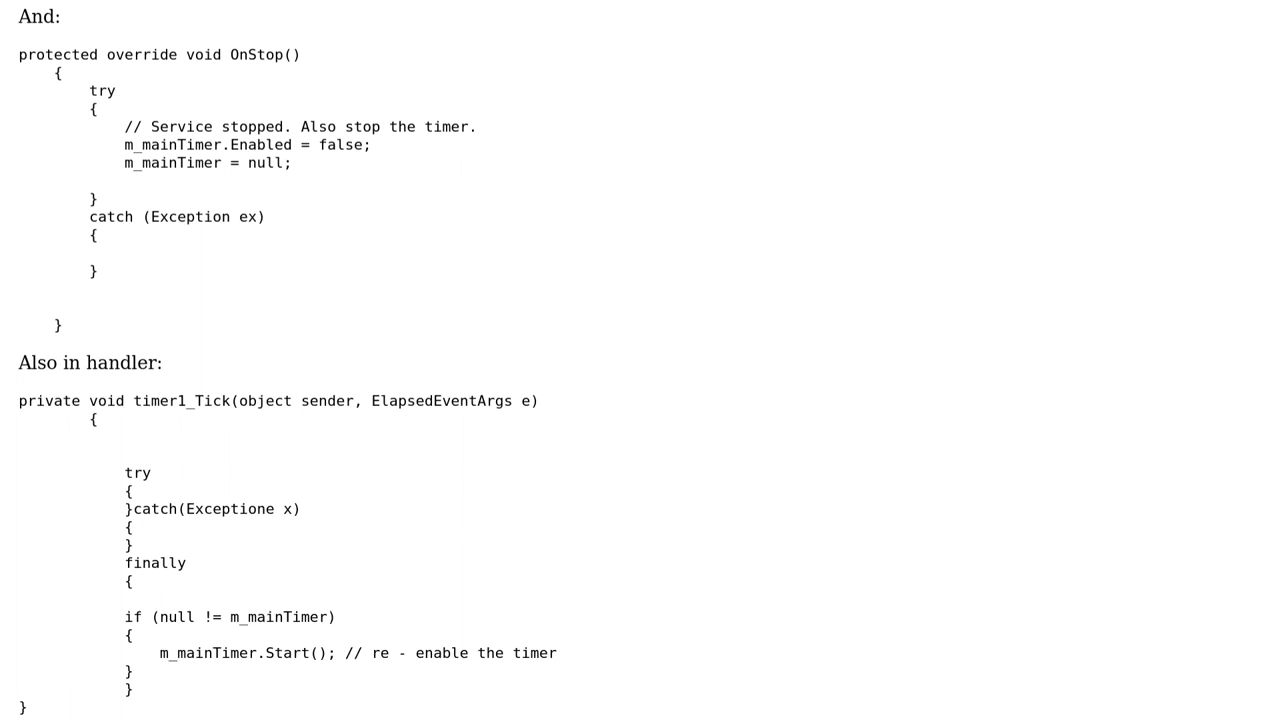 And:
protected override void OnStop()
    {
        try
        {
            // Service stopped. Also stop the timer.
            m_mainTimer.Enabled = false;
            m_mainTimer = null;
        }
        catch (Exception ex)
        {
        }
    }
Also in handler:
private void timer1_Tick(object sender, ElapsedEventArgs e)
        {
            try
            {
            }catch(Exceptione x)
            {
            }
            finally
            {
            if (null != m_mainTimer)
            {
                m_mainTimer.Start(); // re - enable the timer
            }
            }
}